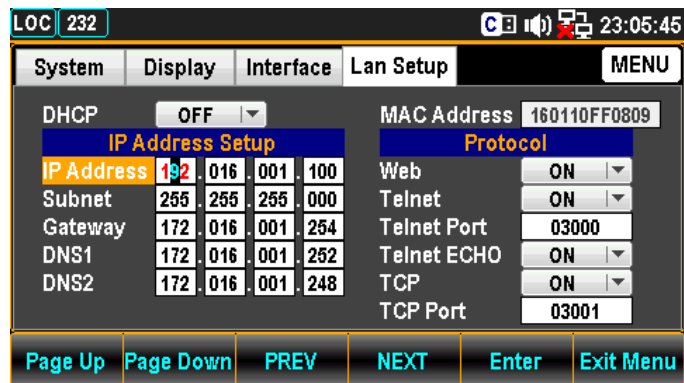 LOC 232 C 23:05:45
System Display Interface Lan Setup MENU
DHCP OFF MAC Address 160110FF0809
IP Address Setup Protocol
IP Address 192.016.001.100 Web ON
Subnet 255.255.255.000 Telnet ON
Gateway 172.016.001.254 Telnet Port 03000
DNS1 172.016.001.252 Telnet ECHO ON
DNS2 172.016.001.248 TCP ON
TCP Port 03001
Page Up Page Down PREV NEXT Enter Exit Menu